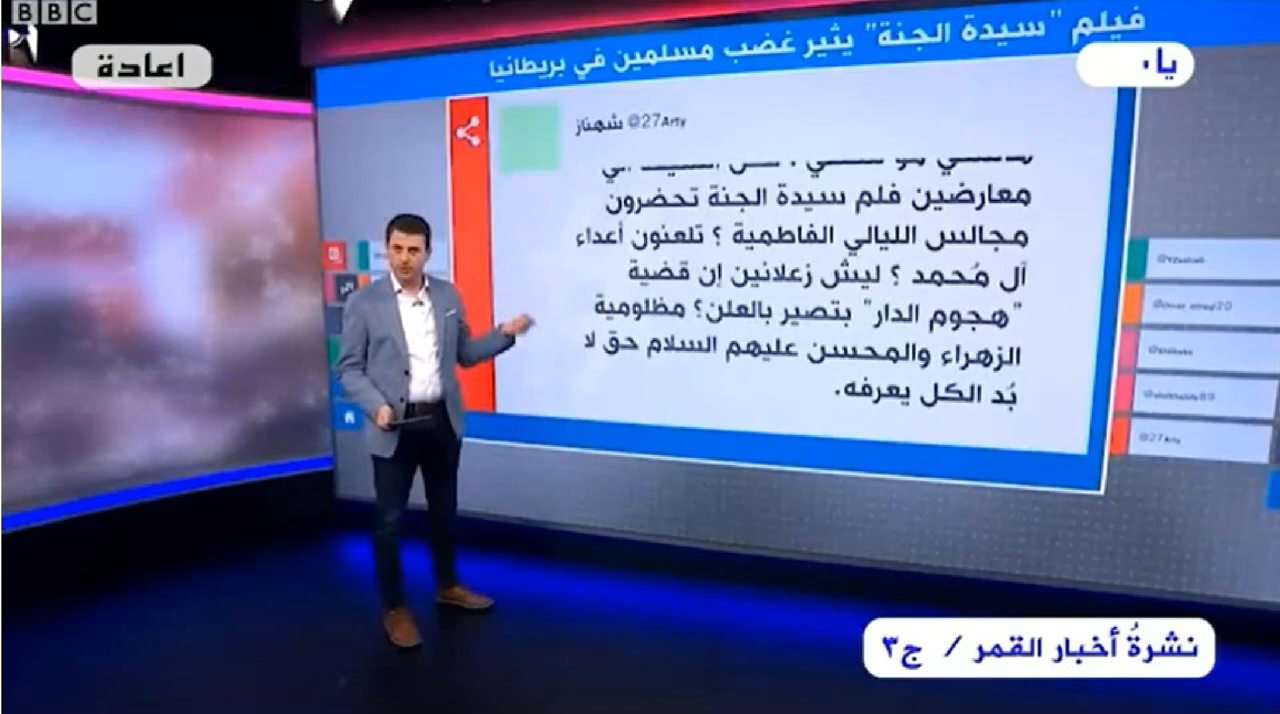 BBC
اعادة
فيلم "سيدة الجنة" يثير غضب مسلمين في بريطانيا
يا
شهناز @27Arty
معارضين فلم سيدة الجنة تحضرون
مجالس الليالي الفاطمية ؟ تلعنون أعداء
آل مُحمد ؟ ليش زعلانين إن قضية
"هجوم الدار" بتصير بالعلن؟ مظلومية
الزهراء والمحسن عليهم السلام حق لا
بُد الكل يعرفه.
@27Arty
نشرةُ أخبار القمر / ج٣